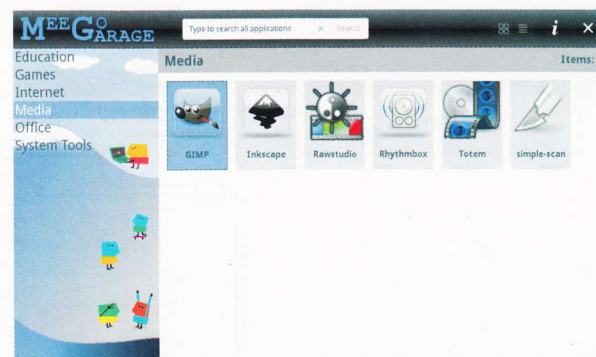 MEEGO GARAGE
Type to search all applications
Search
i
Education
Games
Internet
Media
Office
System Tools
Media
Items:
GIMP
Inkscape
Rawstudio
Rhythmbox
Totem
simple-scan